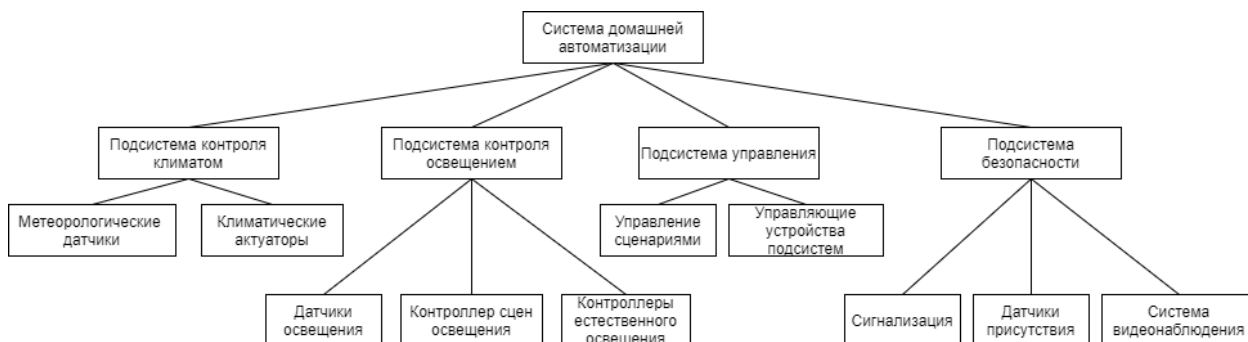 Система домашней
автоматизации
Подсистема контроля
климатом
Подсистема контроля
освещением
Подсистема управления
Подсистема
безопасности
Метеорологические
датчики
Климатические
актуаторы
Управление
сценариями
Управляющие
устройства
подсистем
Датчики
освещения
Контроллер сцен
освещения
Контроллеры
естественного
освещения
Сигнализация
Датчики
присутствия
Система
видеонаблюдения